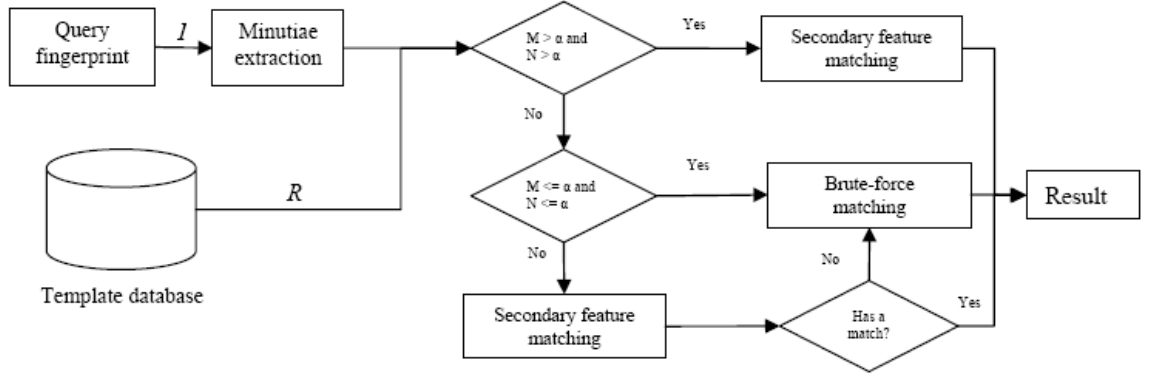 Query
fingerprint
1
Minutiae
extraction
M > α and
N > α
Yes
Secondary feature
matching
No
R
Template database
M <= α and
N <= α
Yes
Brute-force
matching
Result
No
Secondary feature
matching
No
Has a
match?
Yes